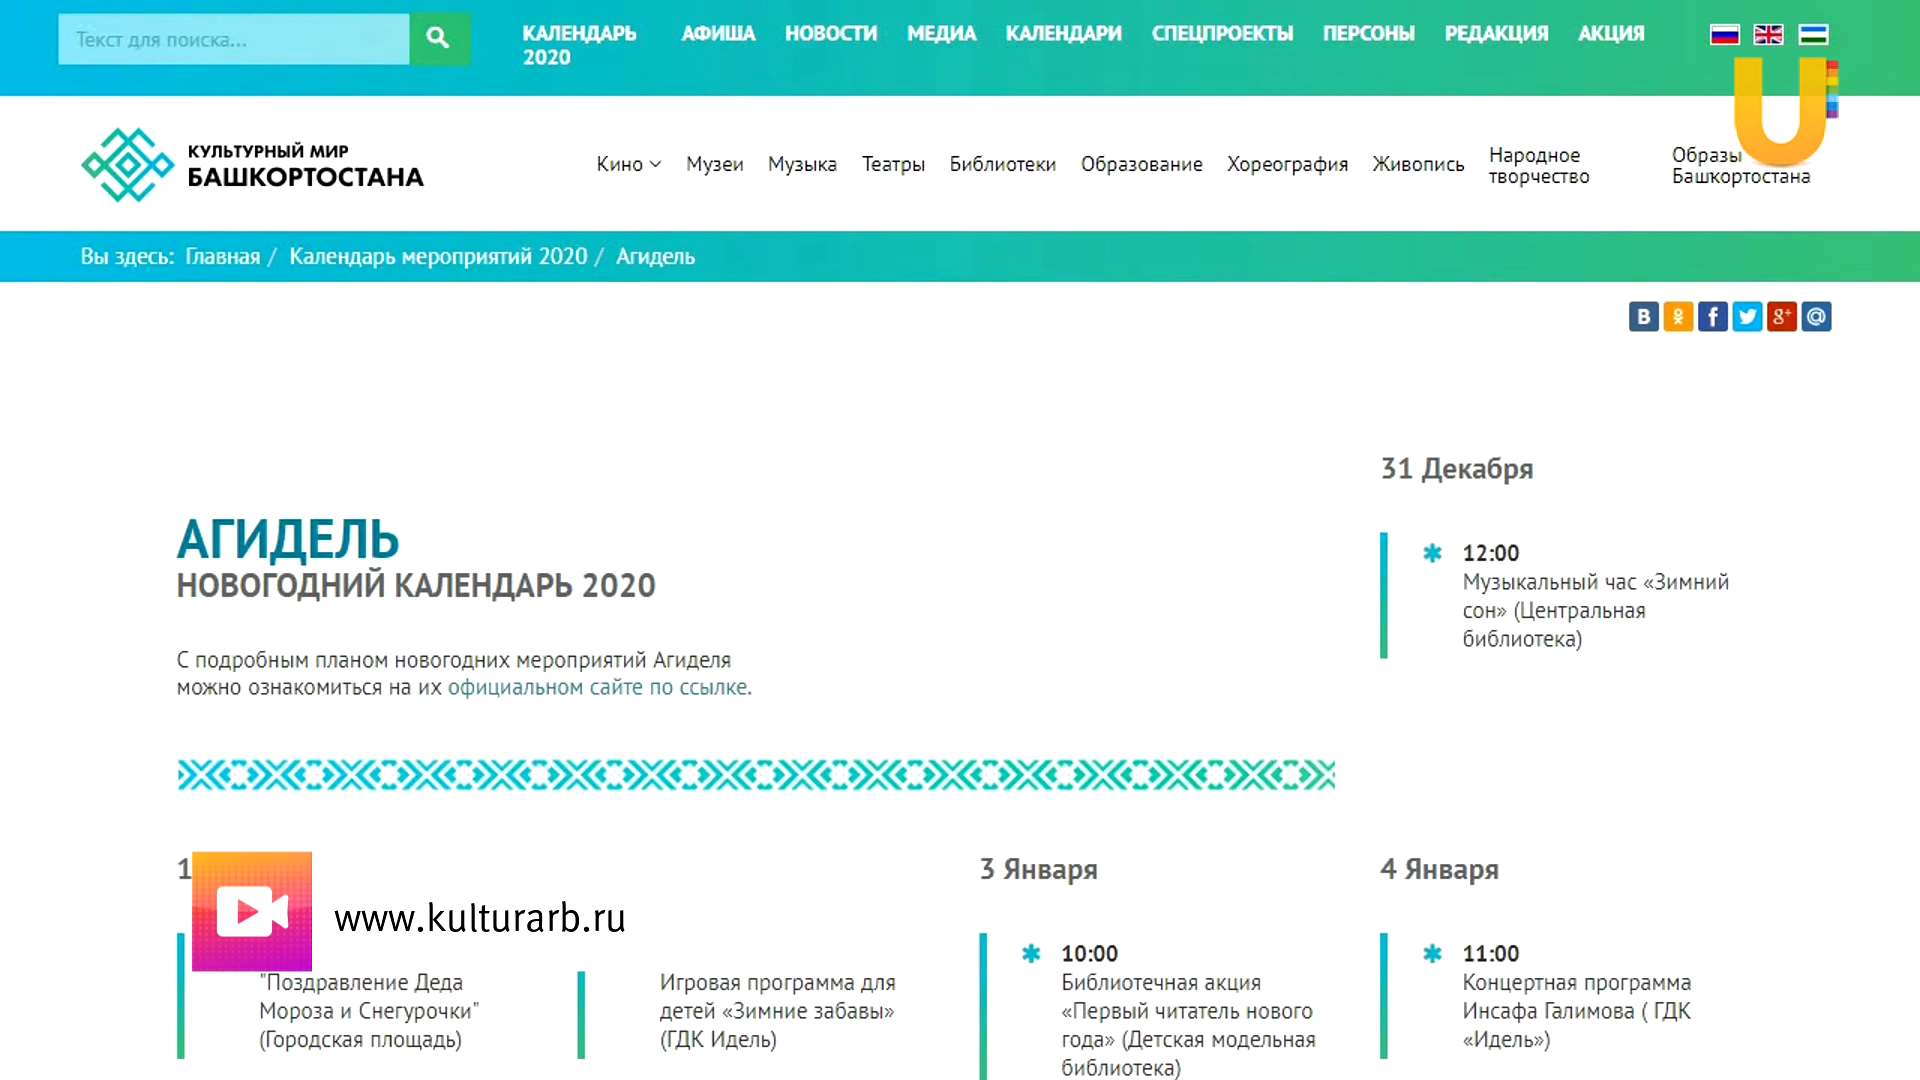 Текст для поиска...
КАЛЕНДАРЬ
2020
АФИША
НОВОСТИ
МЕДИА
КАЛЕНДАРИ
СПЕЦПРОЕКТЫ
ПЕРСОНЫ
РЕДАКЦИЯ
АКЦИЯ
U
КУЛЬТУРНЫЙ МИР
БАШКОРТОСТАНА
Кино
Музеи
Музыка
Театры
Библиотеки
Образование
Хореография
Живопись
Народное
творчество
Образы
Башкортостана
Вы здесь: Главная / Календарь мероприятий 2020 / Агидель
31 Декабря
12:00
Музыкальный час «Зимний
сон» (Центральная
библиотека)
АГИДЕЛЬ
НОВОГОДНИЙ КАЛЕНДАРЬ 2020
С подробным планом новогодних мероприятий Агиделя
можно ознакомиться на их официальном сайте по ссылке.
1
www.kulturarb.ru
"Поздравление Деда
Мороза и Снегурочки"
(Городская площадь)
Игровая программа для
детей «Зимние забавы»
(ГДК Идель)
3 Января
10:00
Библиотечная акция
«Первый читатель нового
года» (Детская модельная
библиотека)
4 Января
11:00
Концертная программа
Инсафа Галимова ( ГДК
«Идель»)